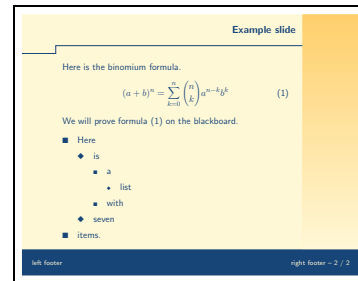 Example slide
Here is the binomium formula.
(a + b)^n = \sum_{k=0}^{n} \binom{n}{k} a^{n-k} b^k (1)
We will prove formula (1) on the blackboard.
■ Here
◆ is
■ a
◆ list
■ with
◆ seven
■ items.
left footer right footer – 2 / 2